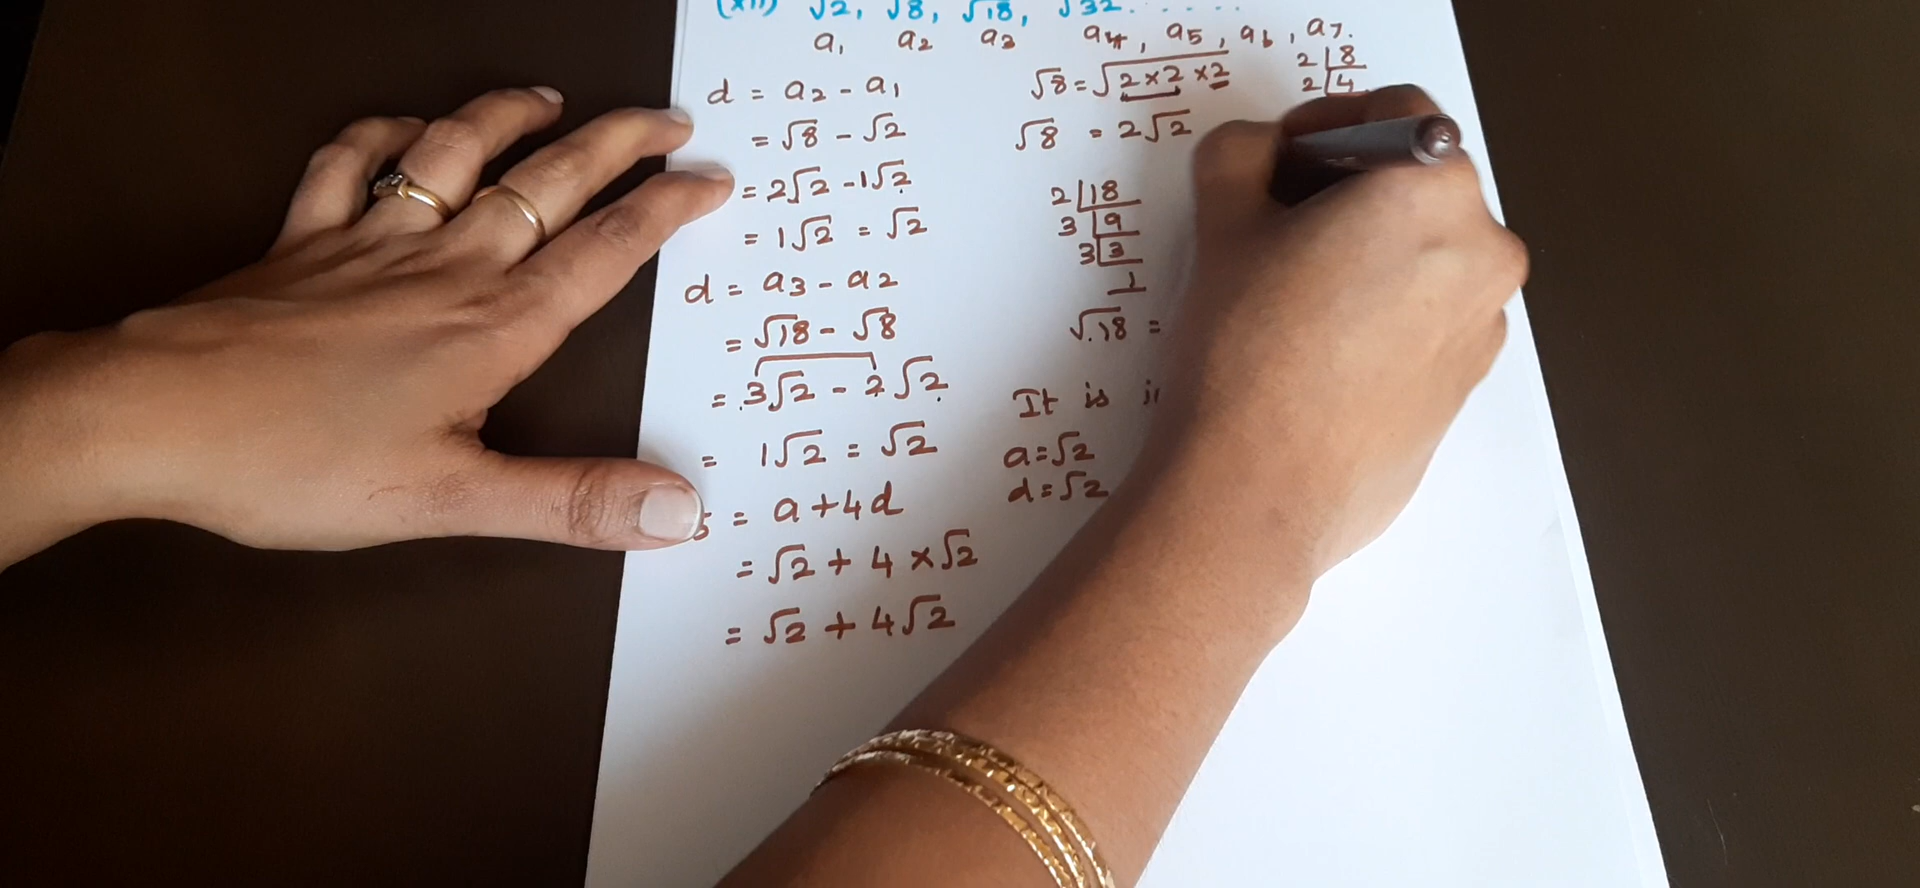 (xii) √2, √8, √18, √32 . . . . . .
a₁ a₂ a₃ a₄, a₅, a₆, a₇.
d = a₂ - a₁
= √8 - √2
= 2√2 - 1√2
= 1√2 = √2
d = a₃ - a₂
= √18 - √8
= 3√2 - 2√2
= 1√2 = √2
5 = a + 4d
= √2 + 4 × √2
= √2 + 4√2
√8 = √2 × 2 × 2
√8 = 2√2
2 | 8
2 | 4
2 | 18
3 | 9
3 | 3
1
√18 =
It is
a = √2
d = √2